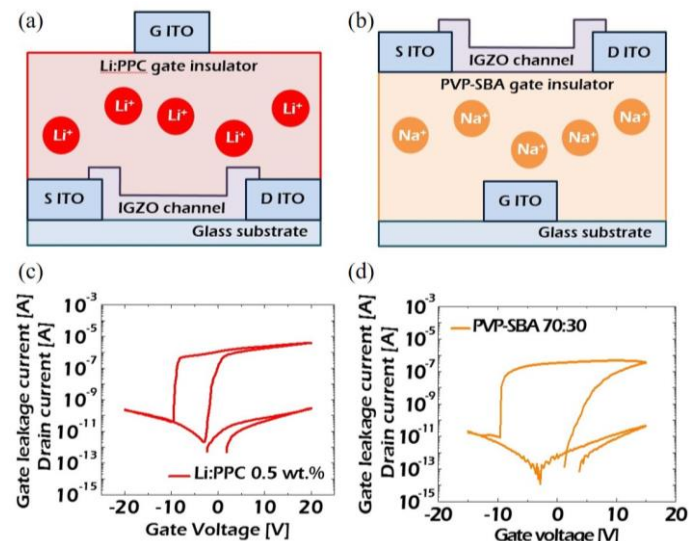 (a)
G ITO
Li:PPC gate insulator
Li+
Li+
Li+
Li+
Li+
S ITO
D ITO
IGZO channel
Glass substrate
(b)
S ITO
D ITO
IGZO channel
PVP-SBA gate insulator
Na+
Na+
Na+
Na+
Na+
G ITO
Glass substrate
(c)
Gate leakage current [A]
Drain current [A]
10-3
10-5
10-7
10-9
10-11
10-13
10-15
Li:PPC 0.5 wt.%
-20 -10 0 10 20
Gate Voltage [V]
(d)
Gate leakage current [A]
Drain current [A]
10-3
10-5
10-7
10-9
10-11
10-13
10-15
PVP-SBA 70:30
-20 -10 0 10 20
Gate voltage [V]